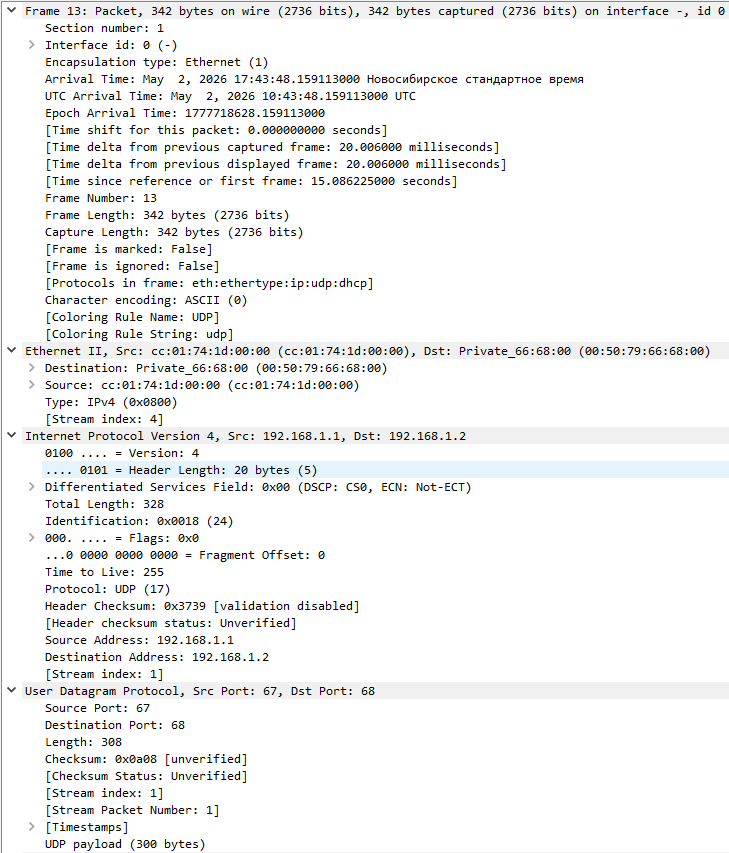 Frame 13: Packet, 342 bytes on wire (2736 bits), 342 bytes captured (2736 bits) on interface -, id 0
Section number: 1
Interface id: 0 (-)
Encapsulation type: Ethernet (1)
Arrival Time: May  2, 2026 17:43:48.159113000 Новосибирское стандартное время
UTC Arrival Time: May  2, 2026 10:43:48.159113000 UTC
Epoch Arrival Time: 1777718628.159113000
[Time shift for this packet: 0.000000000 seconds]
[Time delta from previous captured frame: 20.006000 milliseconds]
[Time delta from previous displayed frame: 20.006000 milliseconds]
[Time since reference or first frame: 15.086225000 seconds]
Frame Number: 13
Frame Length: 342 bytes (2736 bits)
Capture Length: 342 bytes (2736 bits)
[Frame is marked: False]
[Frame is ignored: False]
[Protocols in frame: eth:ethertype:ip:udp:dhcp]
Character encoding: ASCII (0)
[Coloring Rule Name: UDP]
[Coloring Rule String: udp]
Ethernet II, Src: cc:01:74:1d:00:00 (cc:01:74:1d:00:00), Dst: Private_66:68:00 (00:50:79:66:68:00)
Destination: Private_66:68:00 (00:50:79:66:68:00)
Source: cc:01:74:1d:00:00 (cc:01:74:1d:00:00)
Type: IPv4 (0x0800)
[Stream index: 4]
Internet Protocol Version 4, Src: 192.168.1.1, Dst: 192.168.1.2
0100 .... = Version: 4
.... 0101 = Header Length: 20 bytes (5)
Differentiated Services Field: 0x00 (DSCP: CS0, ECN: Not-ECT)
Total Length: 328
Identification: 0x0018 (24)
000. .... = Flags: 0x0
...0 0000 0000 0000 = Fragment Offset: 0
Time to Live: 255
Protocol: UDP (17)
Header Checksum: 0x3739 [validation disabled]
[Header checksum status: Unverified]
Source Address: 192.168.1.1
Destination Address: 192.168.1.2
[Stream index: 1]
User Datagram Protocol, Src Port: 67, Dst Port: 68
Source Port: 67
Destination Port: 68
Length: 308
Checksum: 0x0a08 [unverified]
[Checksum Status: Unverified]
[Stream index: 1]
[Stream Packet Number: 1]
[Timestamps]
UDP payload (300 bytes)